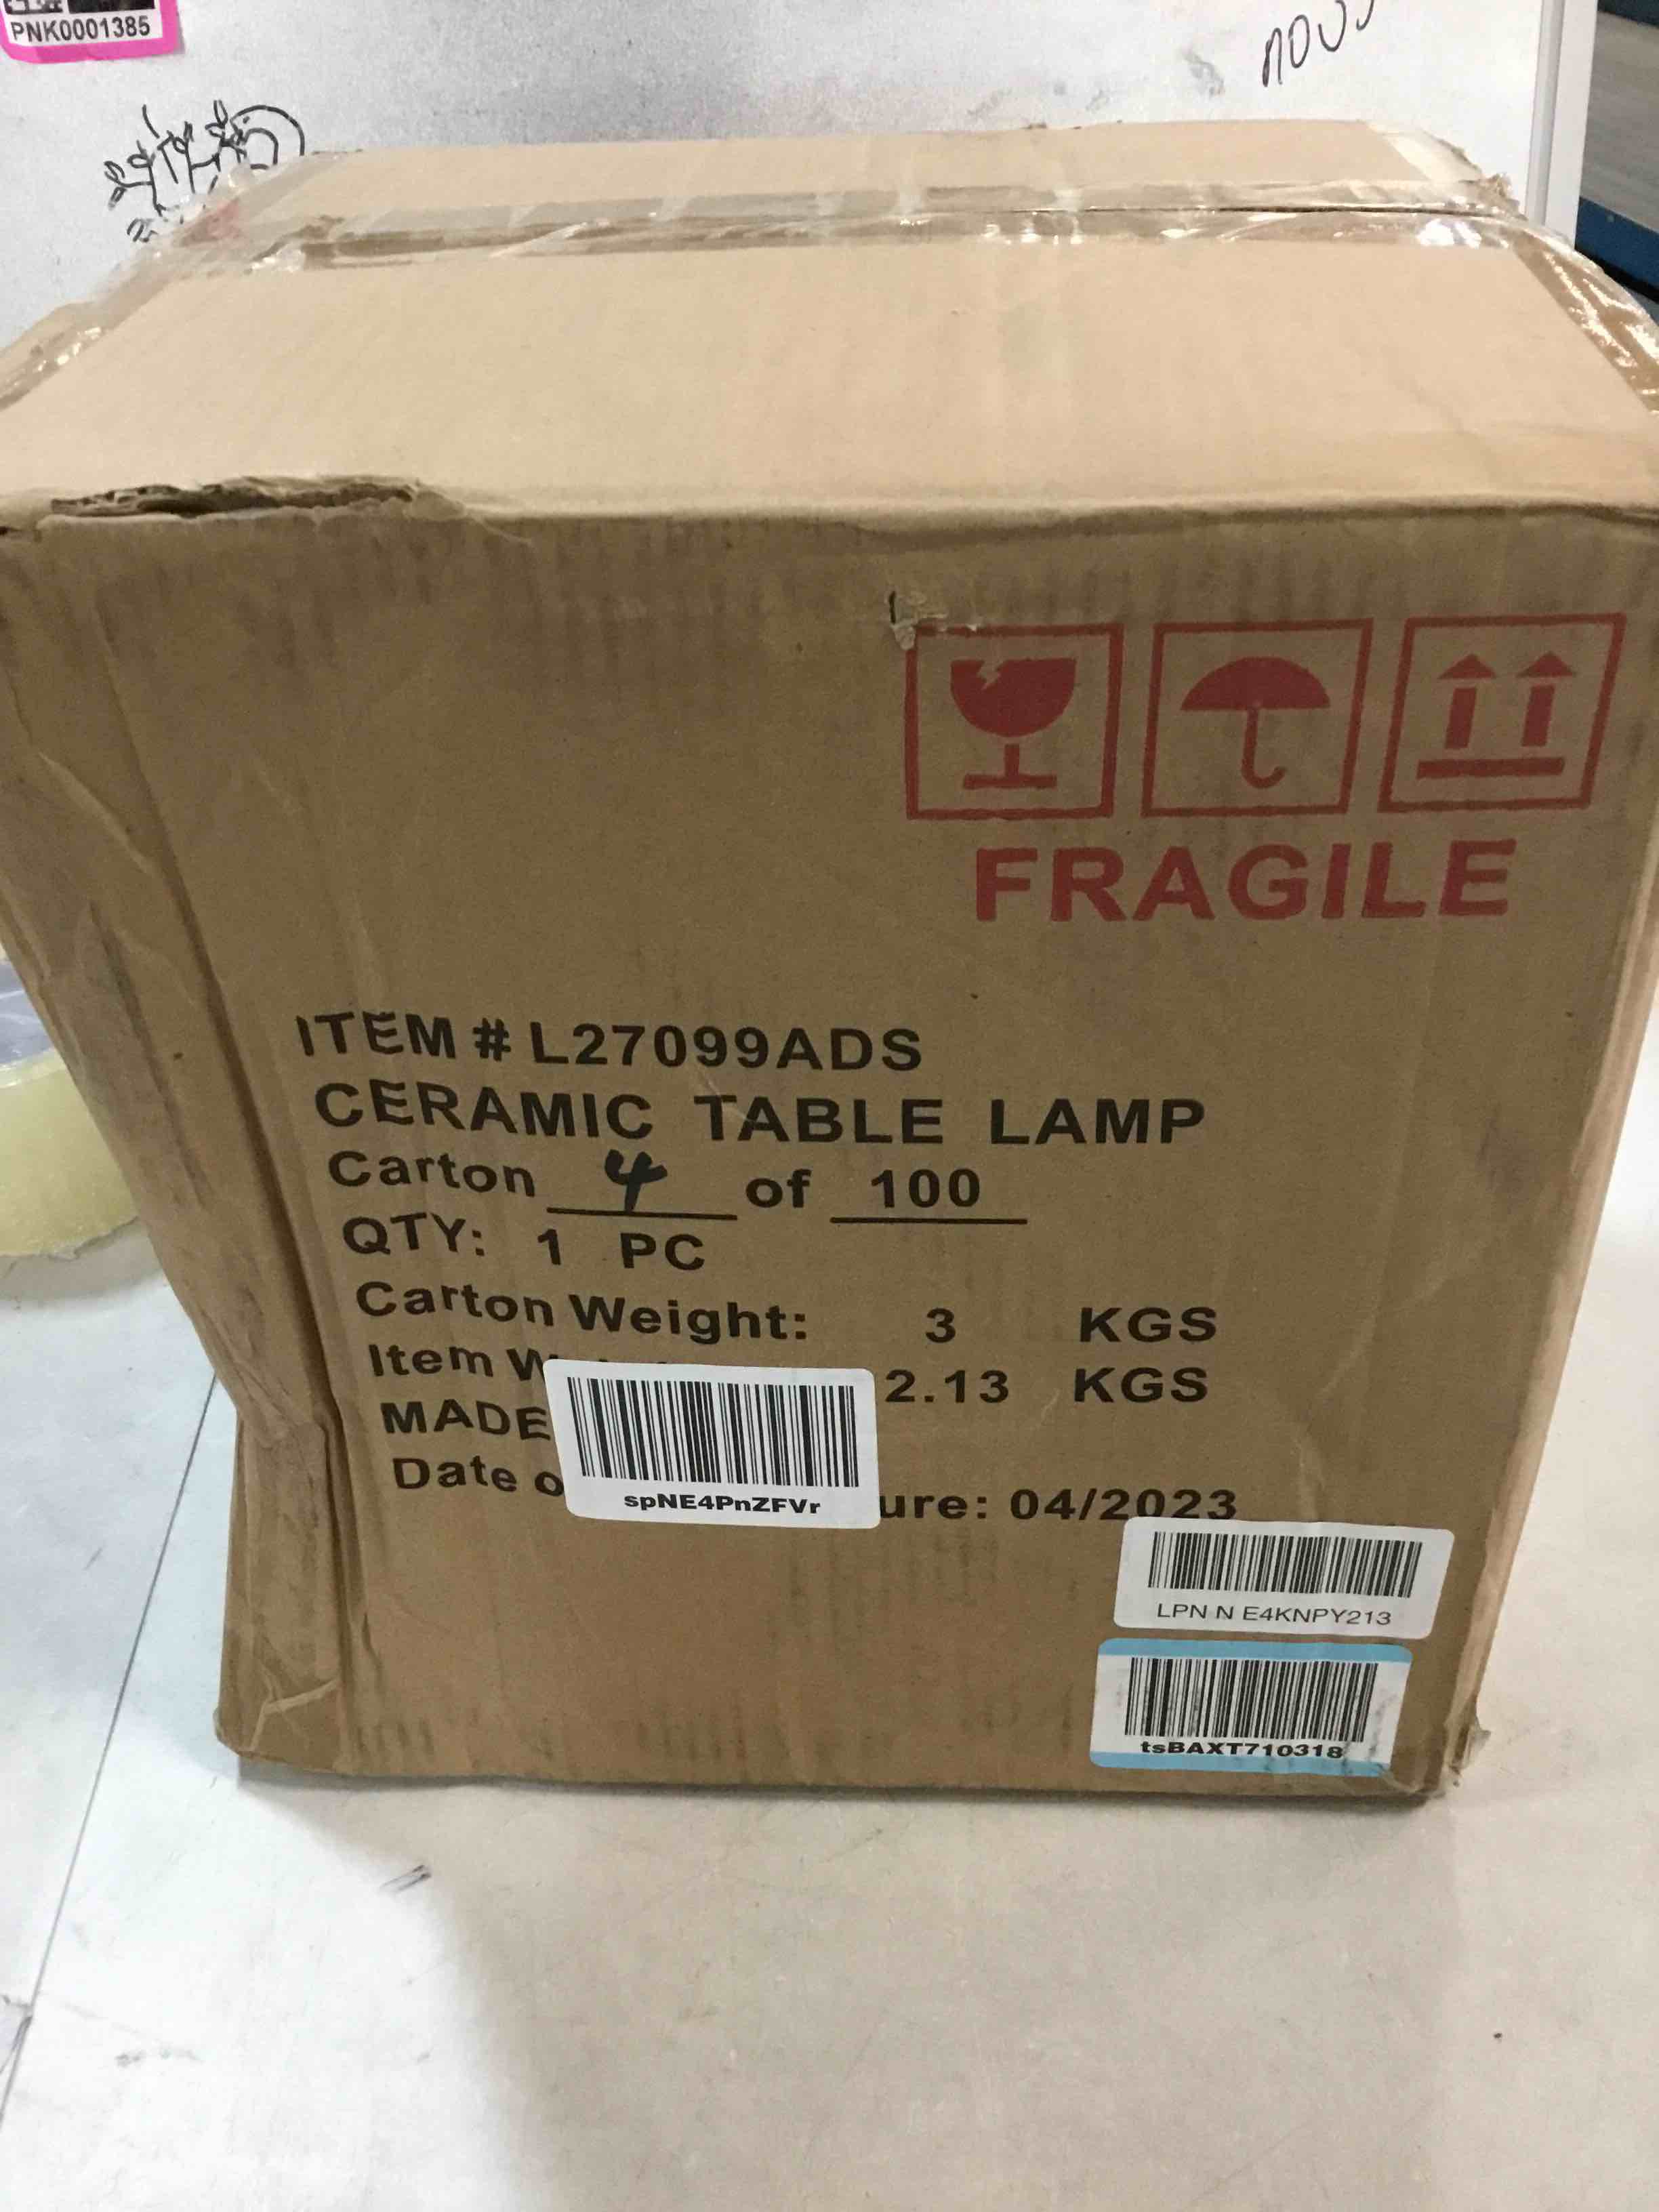 PNK0001385
FRAGILE
ITEM # L27099ADS
CERAMIC TABLE LAMP
Carton 4 of 100
QTY: 1 PC
Carton Weight: 3 KGS
Item 2.13 KGS
MADE
Date 04/2023
spNE4PnZFVr
LPN N E4KNPY213
tsBAXT710318